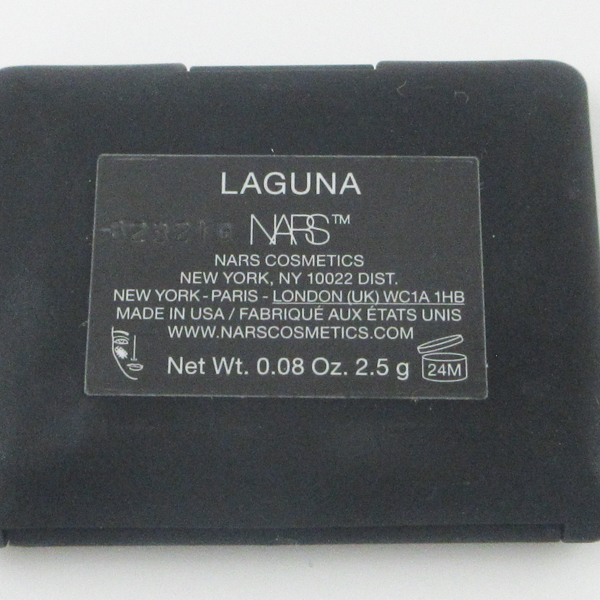 LAGUNA
NARS™
NARS COSMETICS
NEW YORK, NY 10022 DIST.
NEW YORK - PARIS - LONDON (UK) WC1A 1HB
MADE IN USA / FABRIQUÉ AUX ÉTATS UNIS
WWW.NARSCOSMETICS.COM
Net Wt. 0.08 Oz. 2.5 g 24M